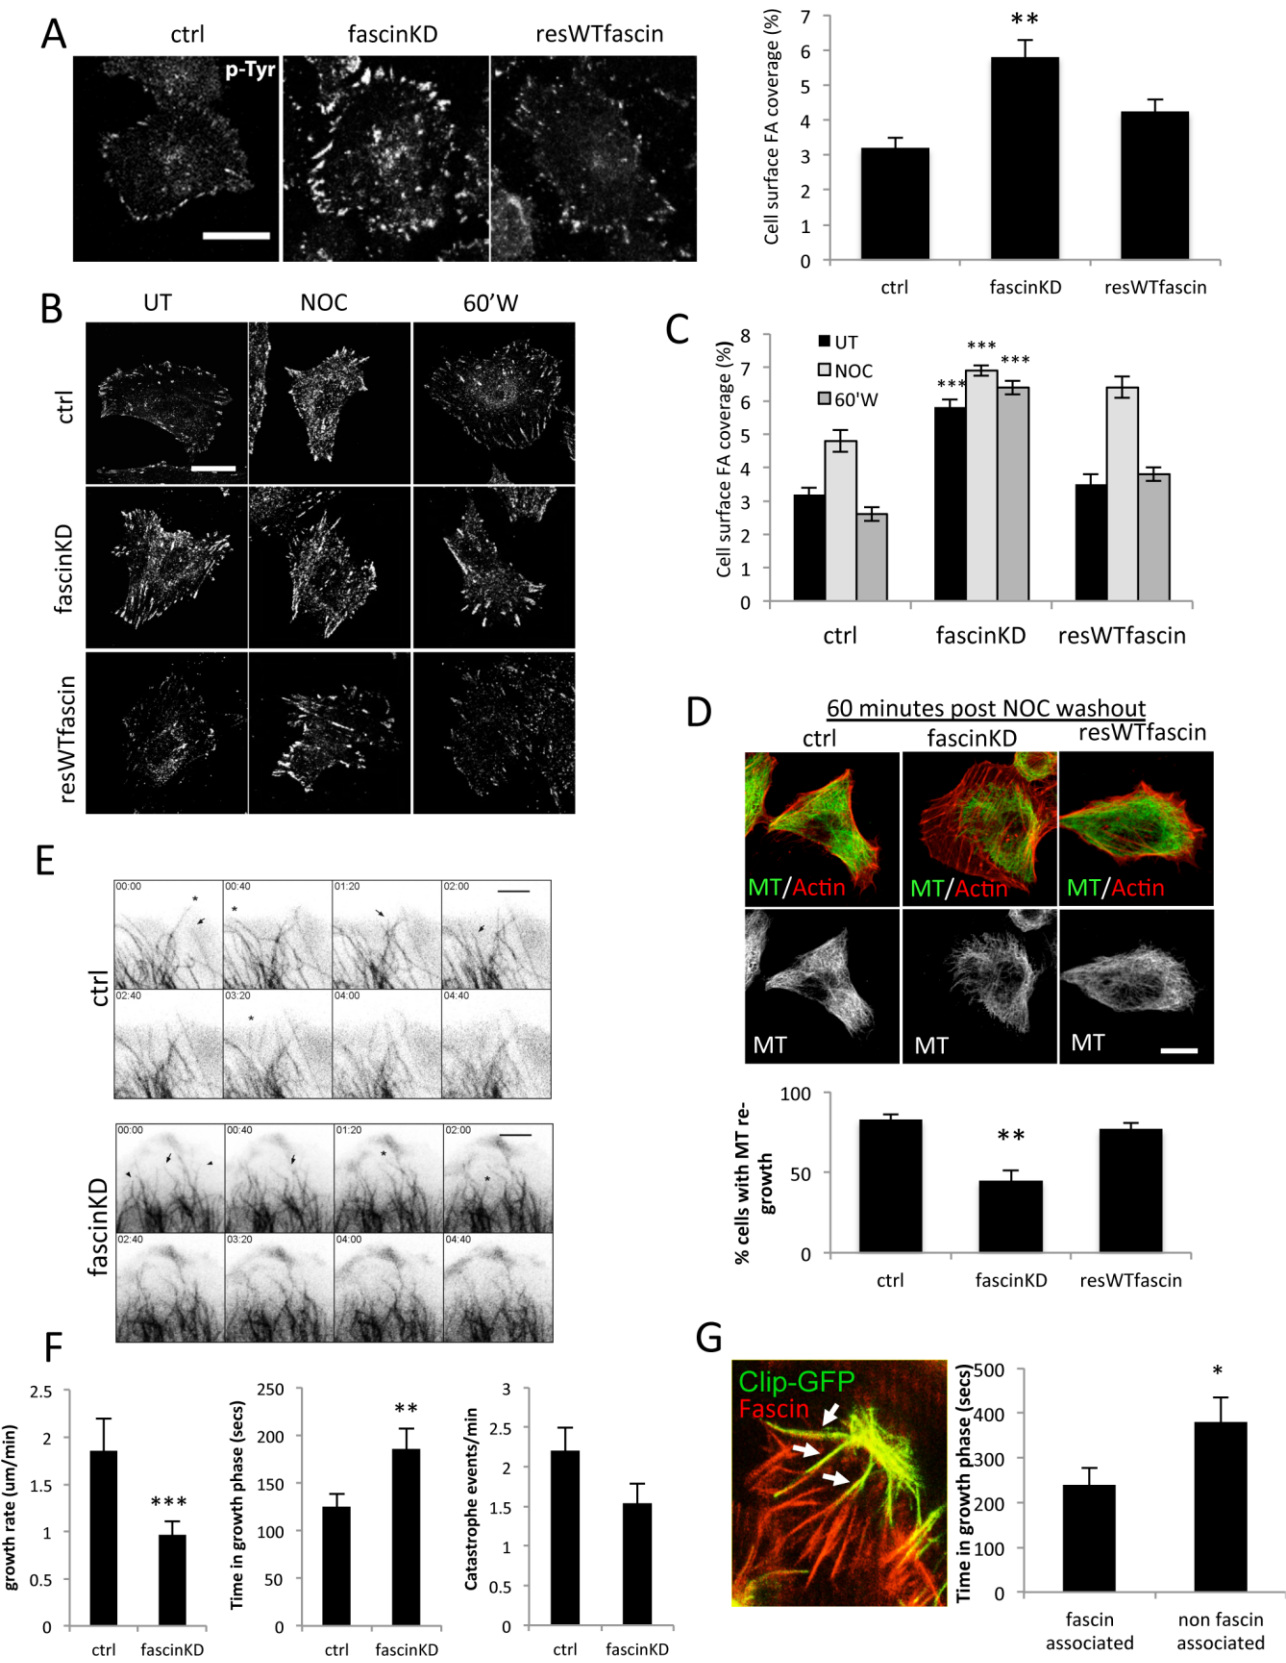 A
ctrl
fascinKD
resWTfascin
p-Tyr
Cell surface FA coverage (%)
7
6
5
4
3
2
1
0
**
ctrl
fascinKD
resWTfascin
B
UT
NOC
60'W
ctrl
fascinKD
resWTfascin
C
Cell surface FA coverage (%)
8
7
6
5
4
3
2
1
0
UT
NOC
60'W
***
***
***
ctrl
fascinKD
resWTfascin
D
60 minutes post NOC washout
ctrl
fascinKD
resWTfascin
MT/Actin
MT/Actin
MT/Actin
MT
MT
MT
% cells with MT re-
growth
100
50
0
**
ctrl
fascinKD
resWTfascin
E
ctrl
00:00
00:40
01:20
02:00
*
*
02:40
03:20
04:00
04:40
*
fascinKD
00:00
00:40
01:20
02:00
*
*
02:40
03:20
04:00
04:40
F
growth rate (um/min)
2.5
2
1.5
1
0.5
0
***
ctrl
fascinKD
Time in growth phase (secs)
250
200
150
100
50
0
**
ctrl
fascinKD
Catastrophe events/min
3
2.5
2
1.5
1
0.5
0
ctrl
fascinKD
G
Clip-GFP
Fascin
Time in growth phase (secs)
500
400
300
200
100
0
*
fascin
associated
non fascin
associated